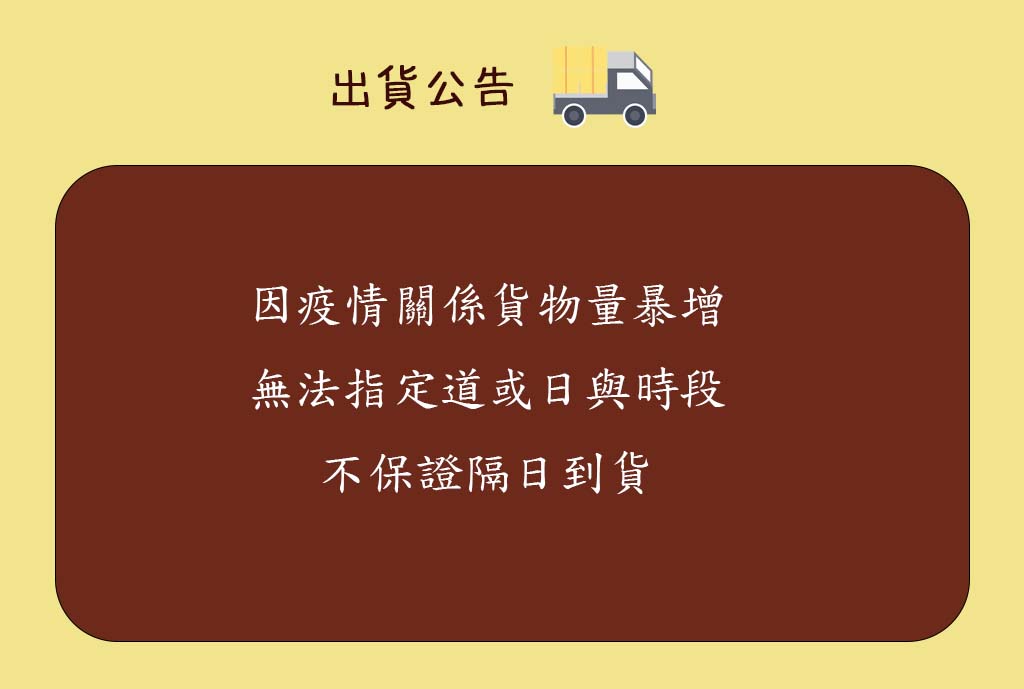 出貨公告
因疫情關係貨物量暴增
無法指定道或日與時段
不保證隔日到貨